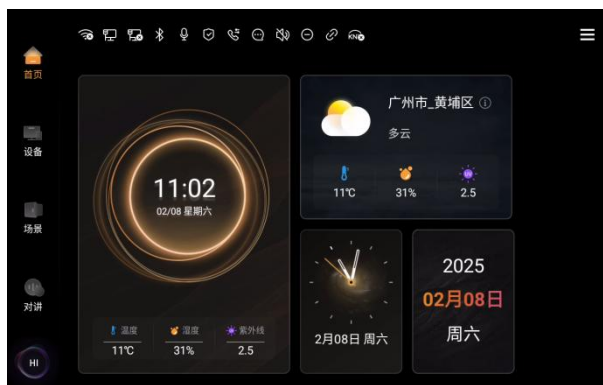 KNX
首页
设备
场景
对讲
HI
11:02
02/08 星期六
温度
湿度
紫外线
11℃
31%
2.5
广州市_黄埔区
多云
UV
11℃
31%
2.5
2月08日 周六
2025
02月08日
周六